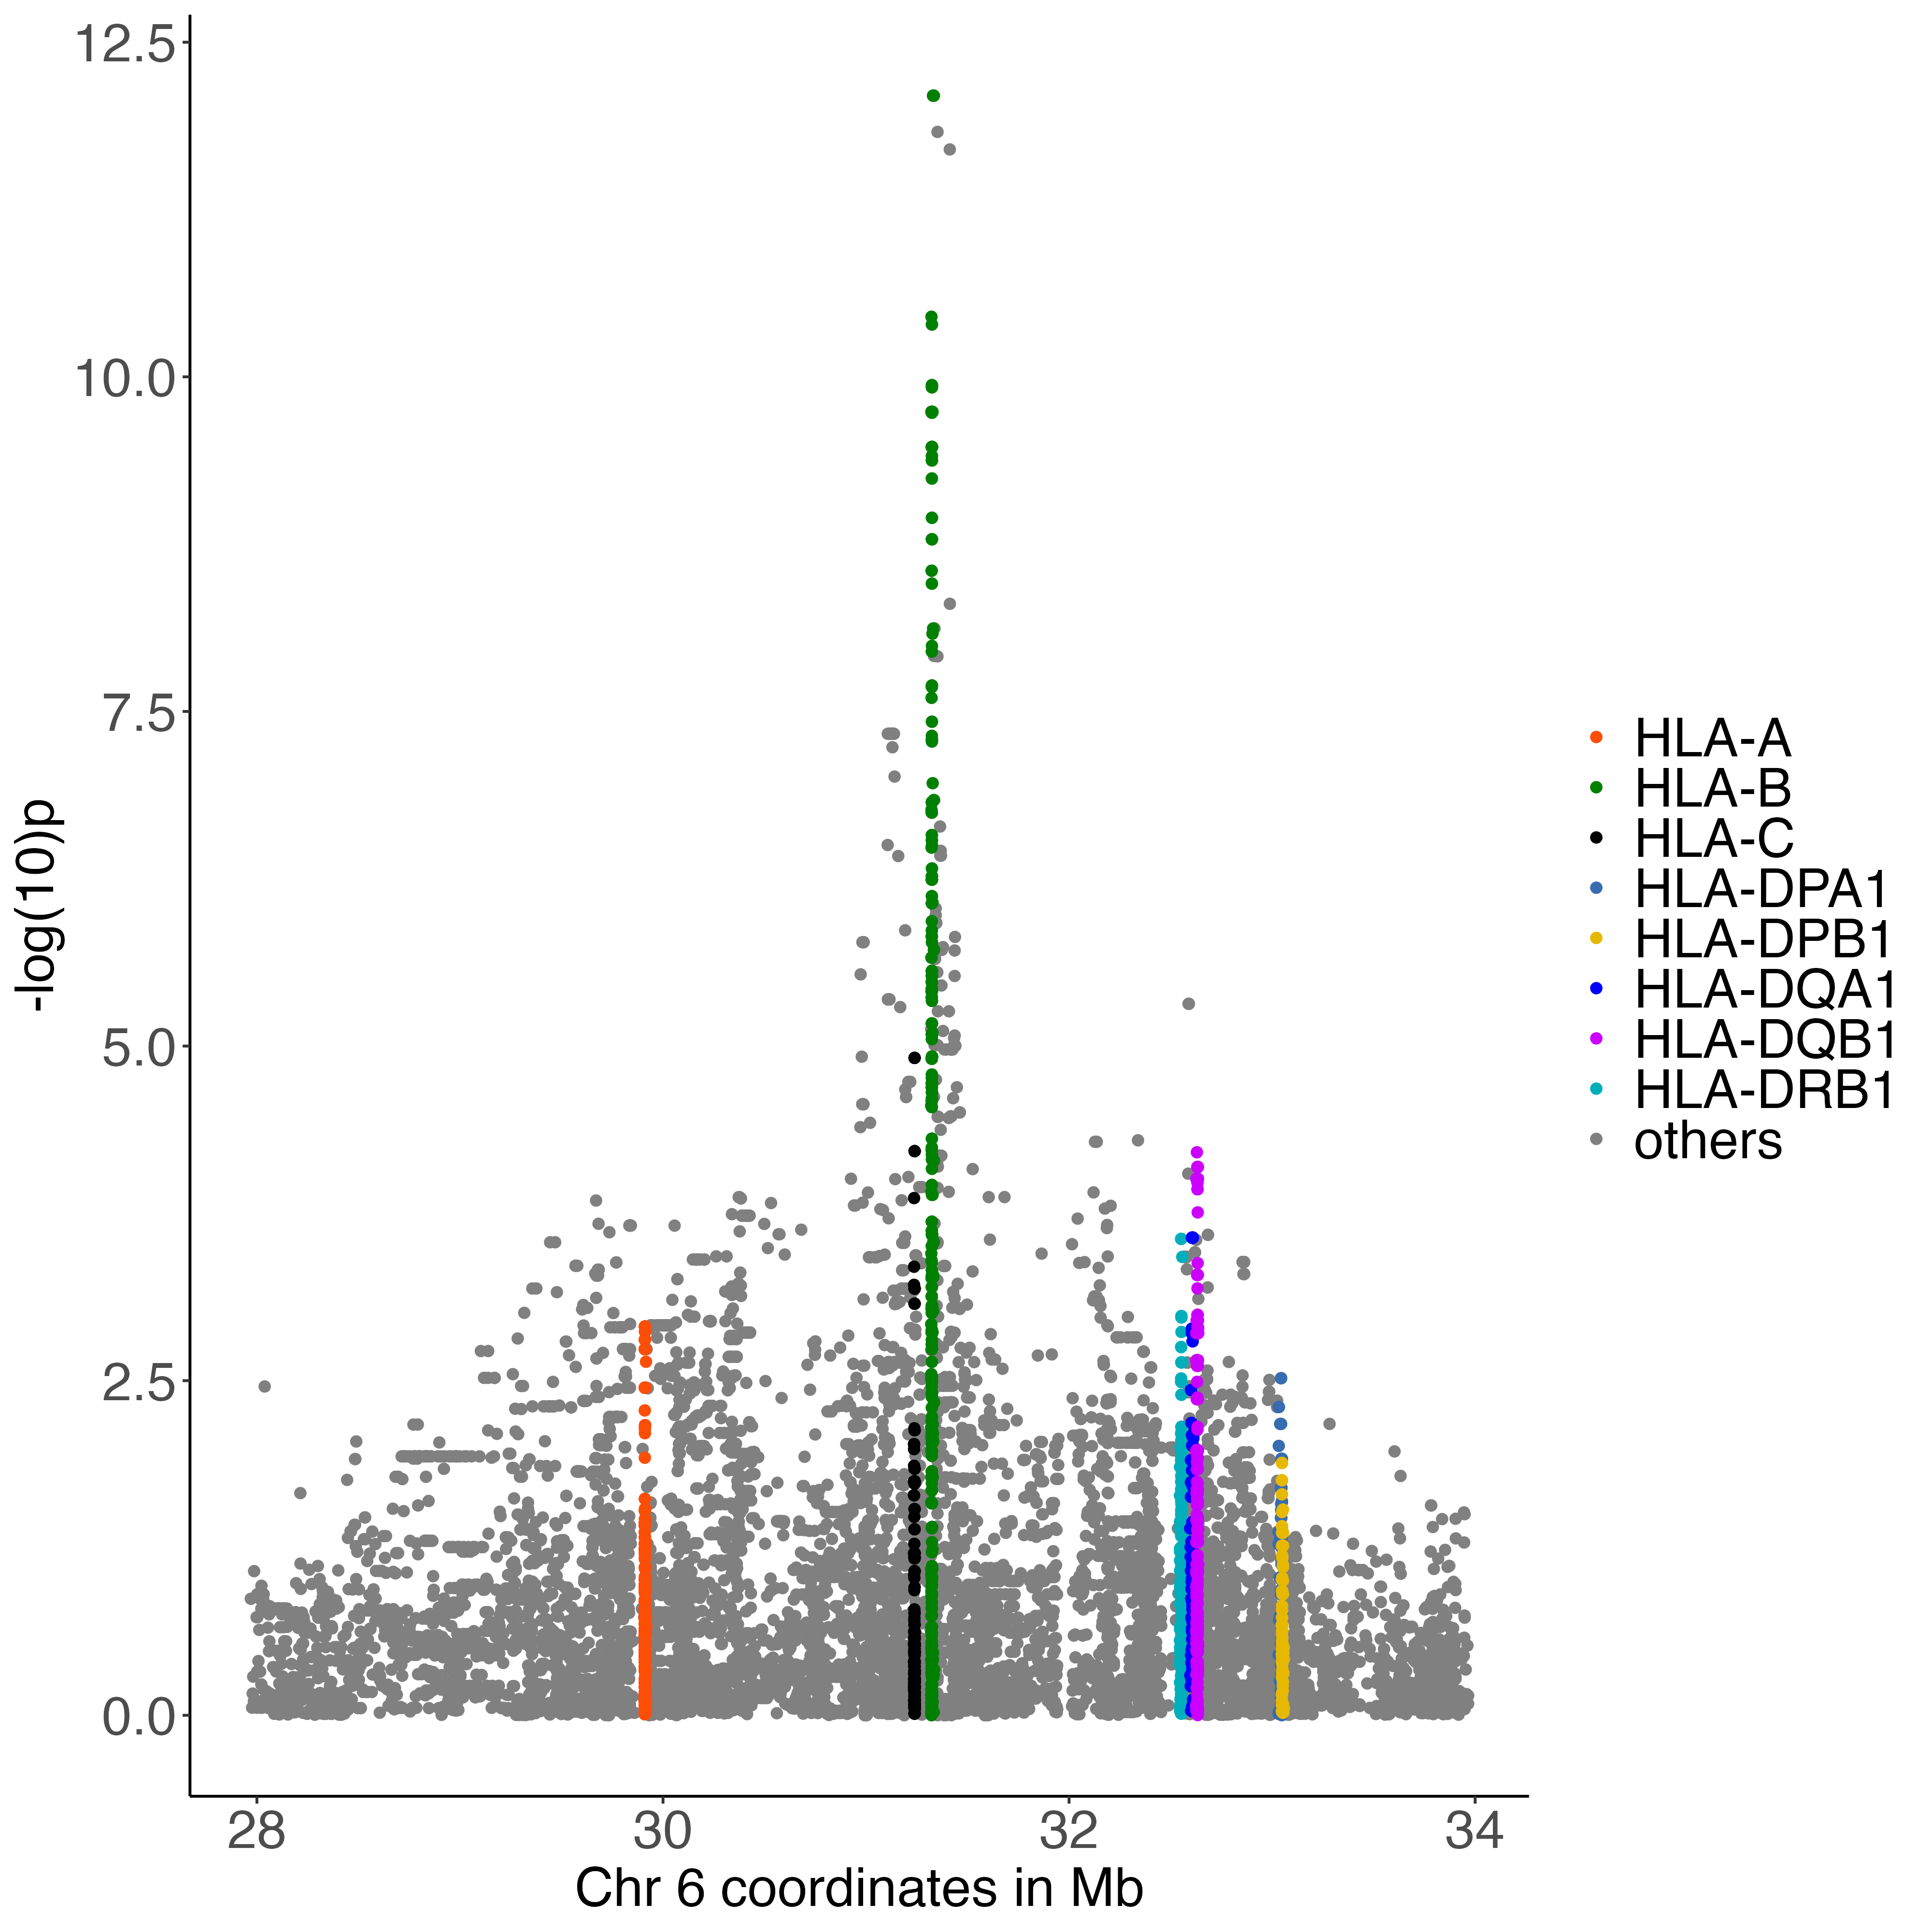 12.5
10.0
7.5
5.0
2.5
0.0
-log(10)p
28
30
32
34
Chr 6 coordinates in Mb
HLA-A
HLA-B
HLA-C
HLA-DPA1
HLA-DPB1
HLA-DQA1
HLA-DQB1
HLA-DRB1
others